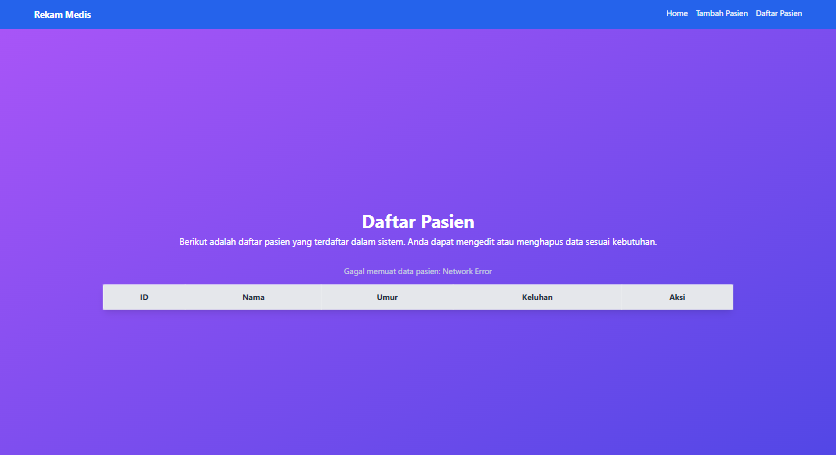 Rekam Medis
Home Tambah Pasien Daftar Pasien
Daftar Pasien
Berikut adalah daftar pasien yang terdaftar dalam sistem. Anda dapat mengedit atau menghapus data sesuai kebutuhan.
Gagal memuat data pasien: Network Error
ID Nama Umur Keluhan Aksi